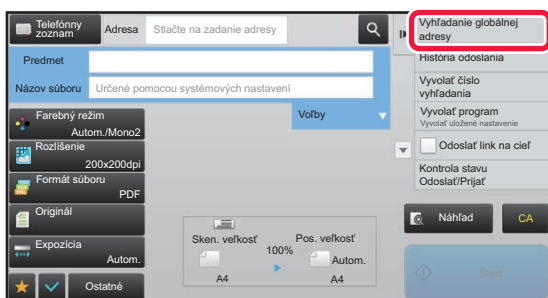 Telefónny
zoznam
Adresa
Stlačte na zadanie adresy
Predmet
Názov súboru
Určené pomocou systémových nastavení
Farebný režim
Autom./Mono2
Rozlíšenie
200x200dpi
Formát súboru
PDF
Originál
Expozícia
Autom.
Ostatné
Voľby
Sken. veľkosť
100%
Pos. veľkosť
Autom.
A4
A4
Vyhľadanie globálnej
adresy
História odoslania
Vyvolať číslo
vyhľadania
Vyvolať program
Vyvolať uložené nastavenie
Odoslať link na cieľ
Kontrola stavu
Odoslať/Prijať
Náhľad
CA
Štart